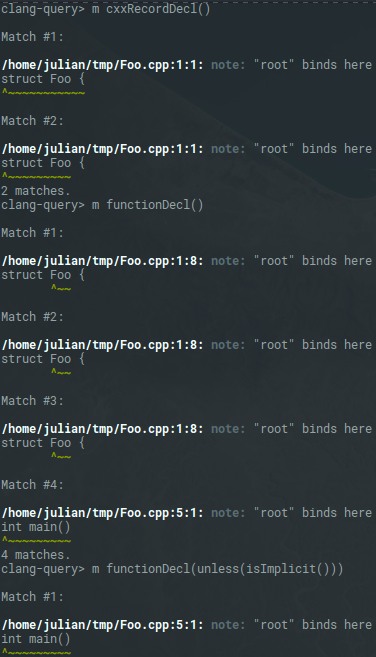 clang-query> m cxxRecordDecl()
Match #1:
/home/julian/tmp/Foo.cpp:1:1: note: "root" binds here
struct Foo {
^~~~~~~~~~~~
Match #2:
/home/julian/tmp/Foo.cpp:1:1: note: "root" binds here
struct Foo {
^~~~~~~~~~
2 matches.
clang-query> m functionDecl()
Match #1:
/home/julian/tmp/Foo.cpp:1:8: note: "root" binds here
struct Foo {
       ^~~
Match #2:
/home/julian/tmp/Foo.cpp:1:8: note: "root" binds here
struct Foo {
       ^~~
Match #3:
/home/julian/tmp/Foo.cpp:1:8: note: "root" binds here
struct Foo {
       ^~~
Match #4:
/home/julian/tmp/Foo.cpp:5:1: note: "root" binds here
int main()
^~~~~~~~~~
4 matches.
clang-query> m functionDecl(unless(isImplicit()))
Match #1:
/home/julian/tmp/Foo.cpp:5:1: note: "root" binds here
int main()
^~~~~~~~~~